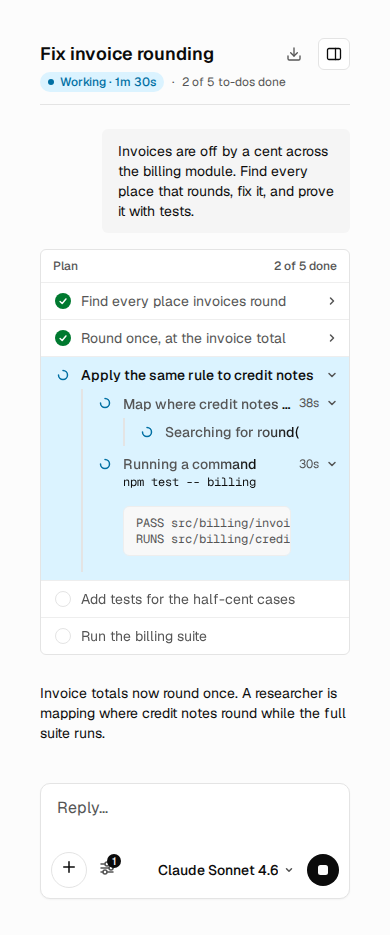 Fix invoice rounding
Working · 1m 30s · 2 of 5 to-dos done
Invoices are off by a cent across
the billing module. Find every
place that rounds, fix it, and prove
it with tests.
Plan 2 of 5 done
Find every place invoices round
Round once, at the invoice total
Apply the same rule to credit notes
Map where credit notes ... 38s
Searching for round(
Running a command 30s
npm test -- billing
PASS src/billing/invoi
RUNS src/billing/credi
Add tests for the half-cent cases
Run the billing suite
Invoice totals now round once. A researcher is
mapping where credit notes round while the full
suite runs.
Reply...
1
Claude Sonnet 4.6